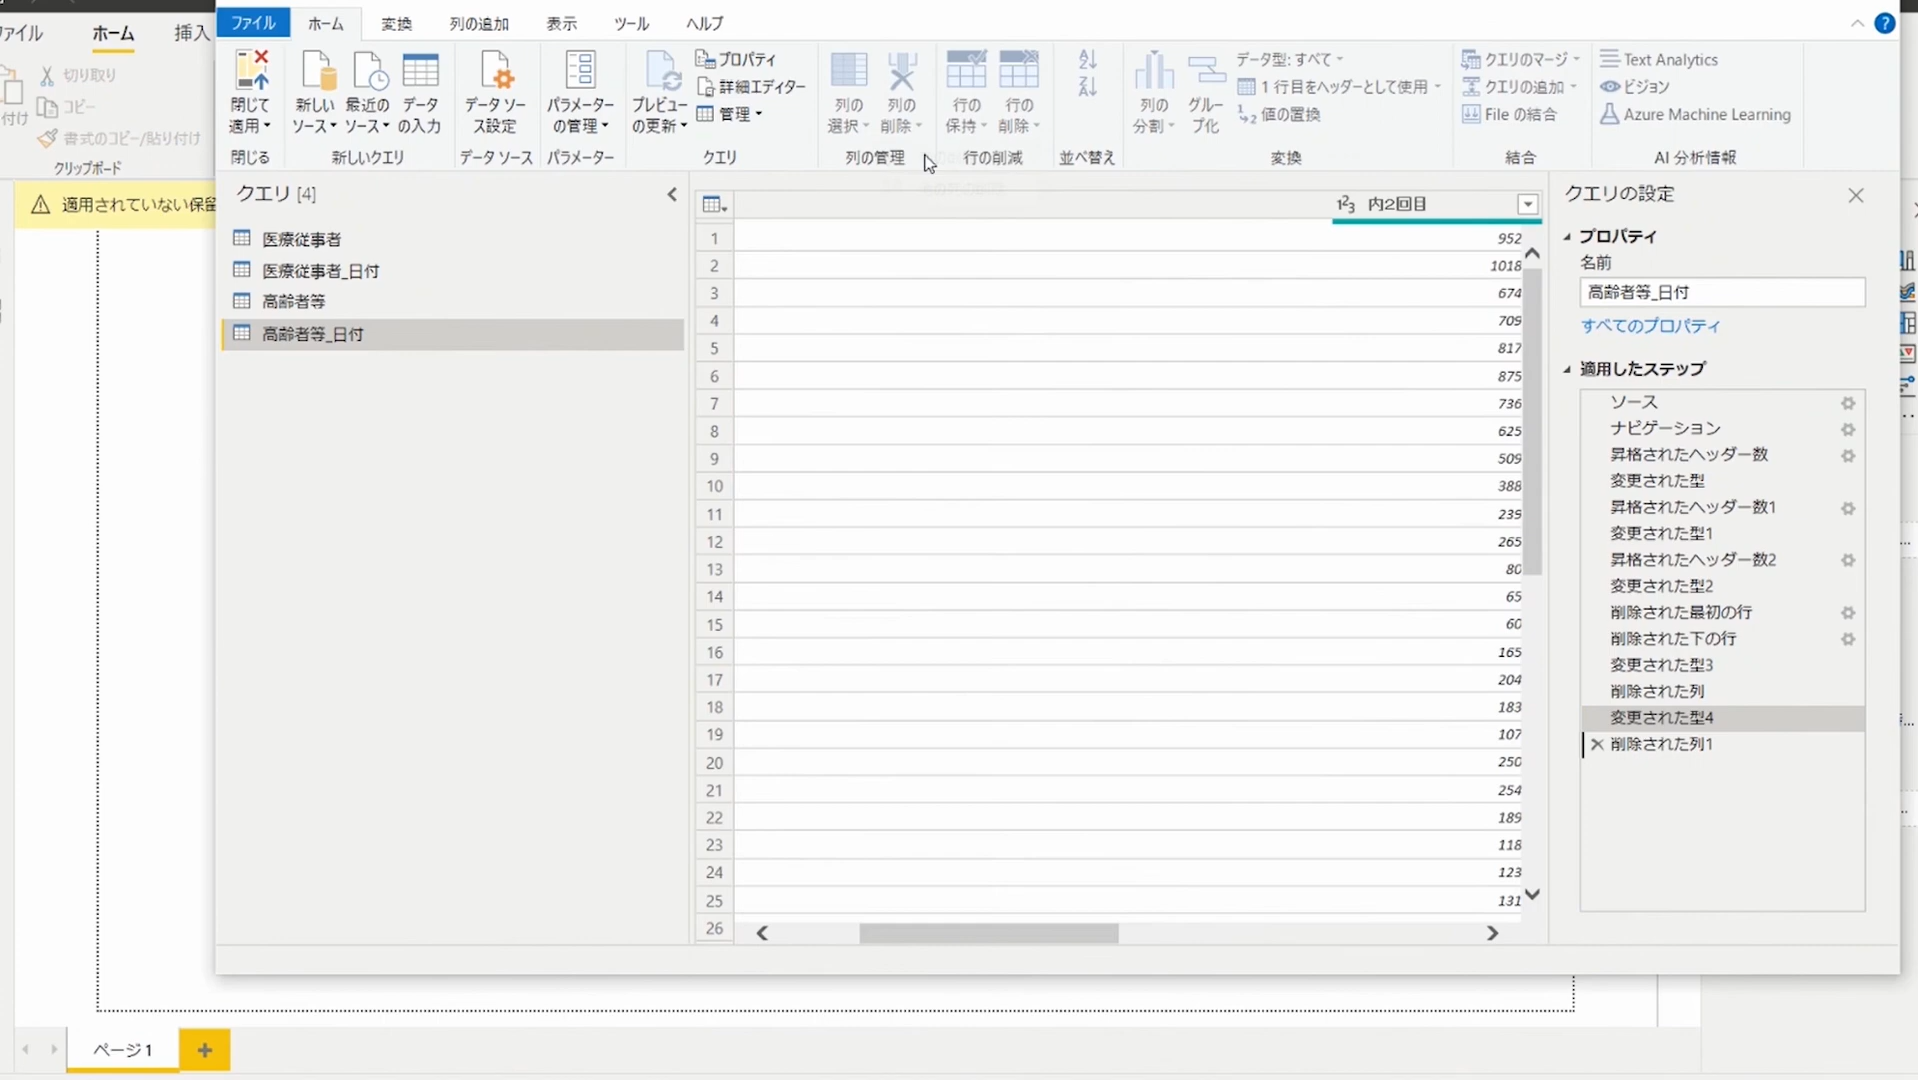 ファイル ホーム 変換 列の追加 表示 ツール ヘルプ
ァイル ホーム 挿入
切り取り
コピー
付け
書式のコピー/貼り付け
クリップボード
閉じて
適用
閉じる
新しい
ソース
最近の
ソース
データ
の入力
新しいクエリ
データ ソー
ス設定
データ ソース
パラメーター
の管理
パラメーター
プレビュー
の更新
プロパティ
詳細エディター
管理
クエリ
列の
選択
列の
削除
列の管理
行の
保持
行の
削除
行の削減
並べ替え
列の
分割
グルー
プ化
データ型: すべて
1 行目をヘッダーとして使用
値の置換
変換
クエリのマージ
クエリの追加
File の結合
結合
Text Analytics
ビジョン
Azure Machine Learning
AI 分析情報
適用されていない保留
クエリ [4]
医療従事者
医療従事者_日付
高齢者等
高齢者等_日付
内2回目
1 952
2 1018
3 674
4 709
5 817
6 875
7 736
8 625
9 509
10 388
11 239
12 265
13 80
14 65
15 60
16 165
17 204
18 183
19 107
20 250
21 254
22 189
23 118
24 123
25 131
26
クエリの設定
プロパティ
名前
高齢者等_日付
すべてのプロパティ
適用したステップ
ソース
ナビゲーション
昇格されたヘッダー数
変更された型
昇格されたヘッダー数1
変更された型1
昇格されたヘッダー数2
変更された型2
削除された最初の行
削除された下の行
変更された型3
削除された列
変更された型4
削除された列1
ページ 1